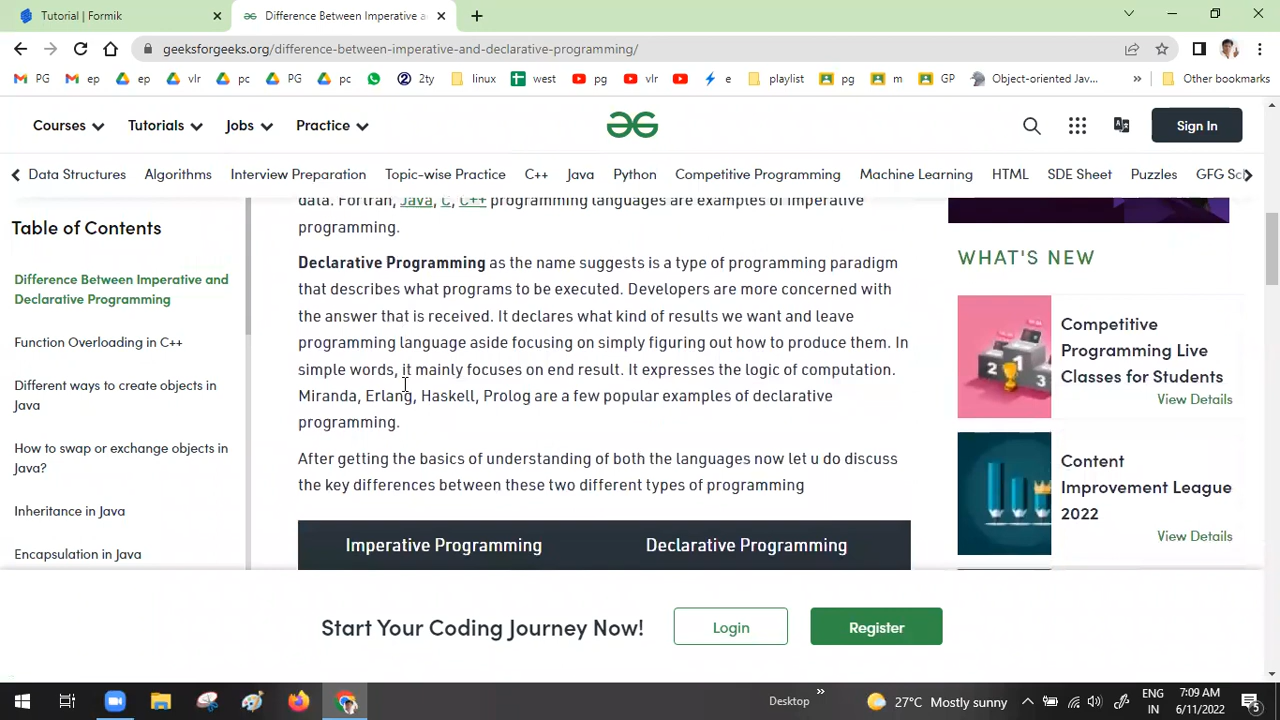 Tutorial | Formik
Difference Between Imperative a
geeksforgeeks.org/difference-between-imperative-and-declarative-programming/
PG ep ep vlr pc PG pc 2ty linux west pg vlr e playlist pg m GP Object-oriented Jav... » Other bookmarks
Courses Tutorials Jobs Practice Sign In
Data Structures Algorithms Interview Preparation Topic-wise Practice C++ Java Python Competitive Programming Machine Learning HTML SDE Sheet Puzzles GFG Sc
Table of Contents
Difference Between Imperative and
Declarative Programming
Function Overloading in C++
Different ways to create objects in
Java
How to swap or exchange objects in
Java?
Inheritance in Java
Encapsulation in Java
data. Fortran, Java, C, C++ programming languages are examples of imperative
programming.
Declarative Programming as the name suggests is a type of programming paradigm
that describes what programs to be executed. Developers are more concerned with
the answer that is received. It declares what kind of results we want and leave
programming language aside focusing on simply figuring out how to produce them. In
simple words, it mainly focuses on end result. It expresses the logic of computation.
Miranda, Erlang, Haskell, Prolog are a few popular examples of declarative
programming.
After getting the basics of understanding of both the languages now let u do discuss
the key differences between these two different types of programming
Imperative Programming Declarative Programming
WHAT'S NEW
Competitive
Programming Live
Classes for Students
View Details
Content
Improvement League
2022
View Details
Start Your Coding Journey Now! Login Register
Desktop » 27°C Mostly sunny
ENG
IN
7:09 AM
6/11/2022
5